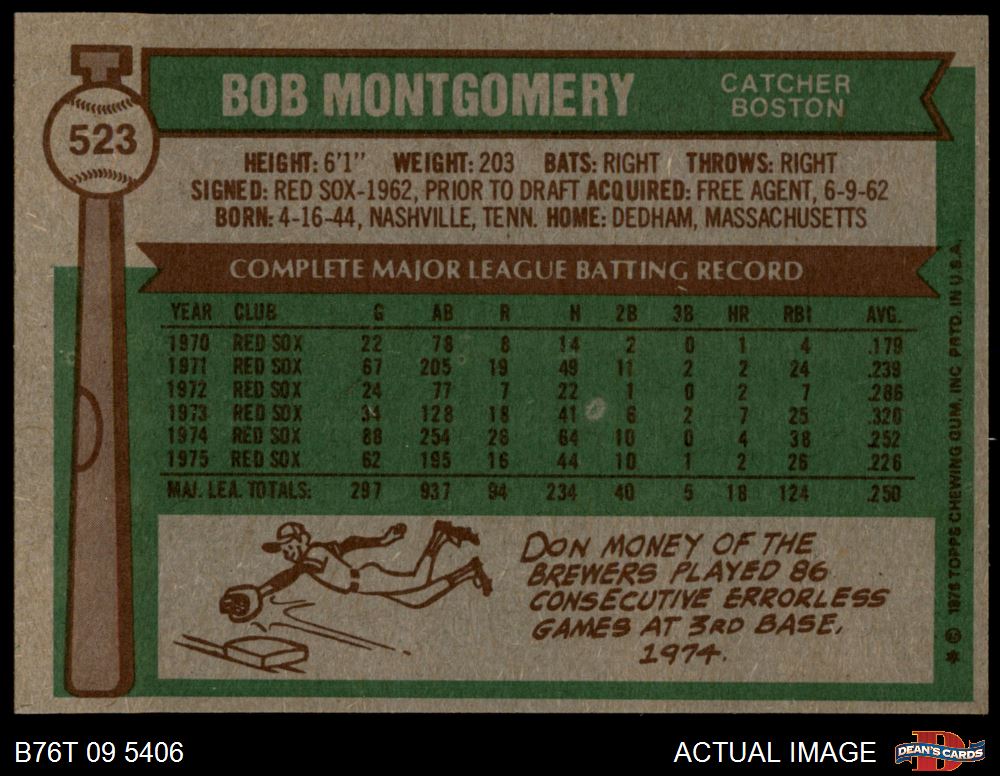 BOB MONTGOMERY
CATCHER
BOSTON
523
HEIGHT: 6'1" WEIGHT: 203 BATS: RIGHT THROWS: RIGHT
SIGNED: RED SOX-1962, PRIOR TO DRAFT ACQUIRED: FREE AGENT, 6-9-62
BORN: 4-16-44, NASHVILLE, TENN. HOME: DEDHAM, MASSACHUSETTS
COMPLETE MAJOR LEAGUE BATTING RECORD
YEAR CLUB G AB R H 2B 3B HR RBI AVG.
1970 RED SOX 22 78 8 14 2 0 1 4 .179
1971 RED SOX 67 205 19 49 11 2 2 24 .239
1972 RED SOX 24 77 7 22 1 0 2 7 .286
1973 RED SOX 34 128 18 41 6 2 7 25 .320
1974 RED SOX 88 254 26 64 10 0 4 38 .252
1975 RED SOX 62 195 16 44 10 1 2 26 .226
MAJ. LEA. TOTALS: 297 937 94 234 40 5 18 124 .250
DON MONEY OF THE
BREWERS PLAYED 86
CONSECUTIVE ERRORLESS
GAMES AT 3RD BASE,
1974.
* © 1976 TOPPS CHEWING GUM, INC. PRTD. IN U.S.A.
B76T 09 5406
ACTUAL IMAGE
DEAN'S CARDS